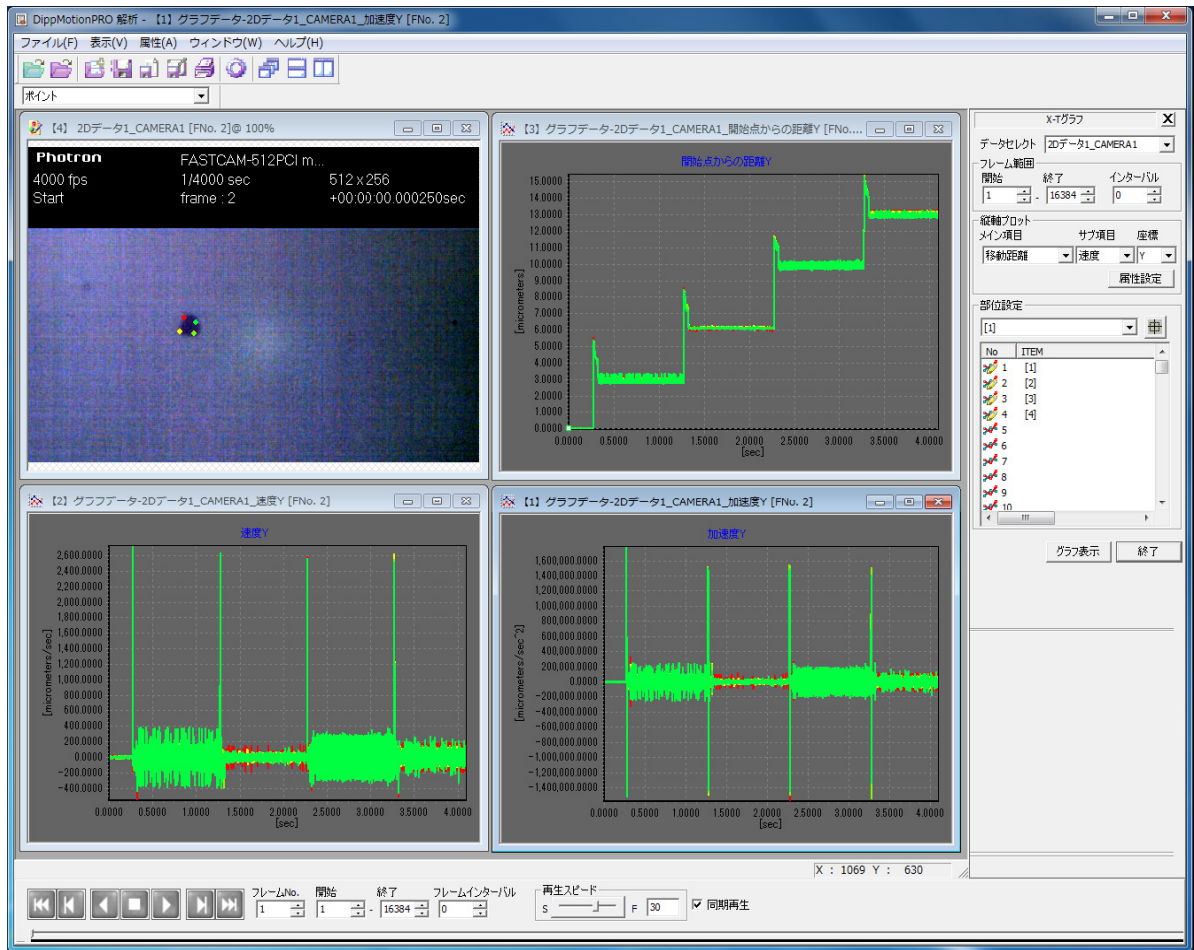 DippMotionPRO 解析 - 【1】グラフデータ-2Dデータ1_CAMERA1_加速度Y [FNo. 2]
ファイル(F) 表示(V) 属性(A) ウィンドウ(W) ヘルプ(H)
ポイント
【4】 2Dデータ1_CAMERA1 [FNo. 2]@ 100%
Photron FASTCAM-512PCI m...
4000 fps 1/4000 sec 512 x 256
Start frame : 2 +00:00:00.000250sec
【3】グラフデータ-2Dデータ1_CAMERA1_開始点からの距離Y [FNo....
開始点からの距離Y
15.0000
14.0000
13.0000
12.0000
11.0000
10.0000
9.0000
8.0000
7.0000
6.0000
5.0000
4.0000
3.0000
2.0000
1.0000
0.0000
[micrometers]
0.0000 0.5000 1.0000 1.5000 2.0000 2.5000 3.0000 3.5000 4.0000
[sec]
【2】グラフデータ-2Dデータ1_CAMERA1_速度Y [FNo. 2]
速度Y
2,600.0000
2,400.0000
2,200.0000
2,000.0000
1,800.0000
1,600.0000
1,400.0000
1,200.0000
1,000.0000
800.0000
600.0000
400.0000
200.0000
0.0000
-200.0000
-400.0000
[micrometers/sec]
0.0000 0.5000 1.0000 1.5000 2.0000 2.5000 3.0000 3.5000 4.0000
[sec]
【1】グラフデータ-2Dデータ1_CAMERA1_加速度Y [FNo. 2]
加速度Y
1,600,000.0000
1,400,000.0000
1,200,000.0000
1,000,000.0000
800,000.0000
600,000.0000
400,000.0000
200,000.0000
0.0000
-200,000.0000
-400,000.0000
-600,000.0000
-800,000.0000
-1,000,000.0000
-1,200,000.0000
-1,400,000.0000
[micrometers/sec^2]
0.0000 0.5000 1.0000 1.5000 2.0000 2.5000 3.0000 3.5000 4.0000
[sec]
X-Tグラフ
データセレクト 2Dデータ1_CAMERA1
フレーム範囲
開始 終了 インターバル
1 - 16384 0
縦軸プロット
メイン項目 サブ項目 座標
移動距離 速度 Y
属性設定
部位設定
[1]
No ITEM
1 [1]
2 [2]
3 [3]
4 [4]
5
6
7
8
9
10
グラフ表示 終了
X : 1069 Y : 630
フレームNo. 開始 終了 フレームインターバル 再生スピード
1 1 - 16384 0 S F 30 同期再生